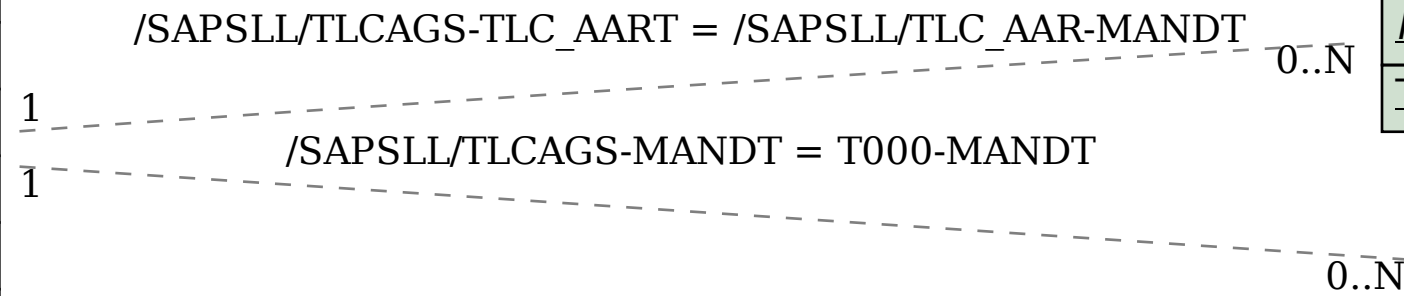 /SAPSLL/TLCAGS-TLC_AART = /SAPSLL/TLC_AAR-MANDT
0..N
1
/SAPSLL/TLCAGS-MANDT = T000-MANDT
1
0..N